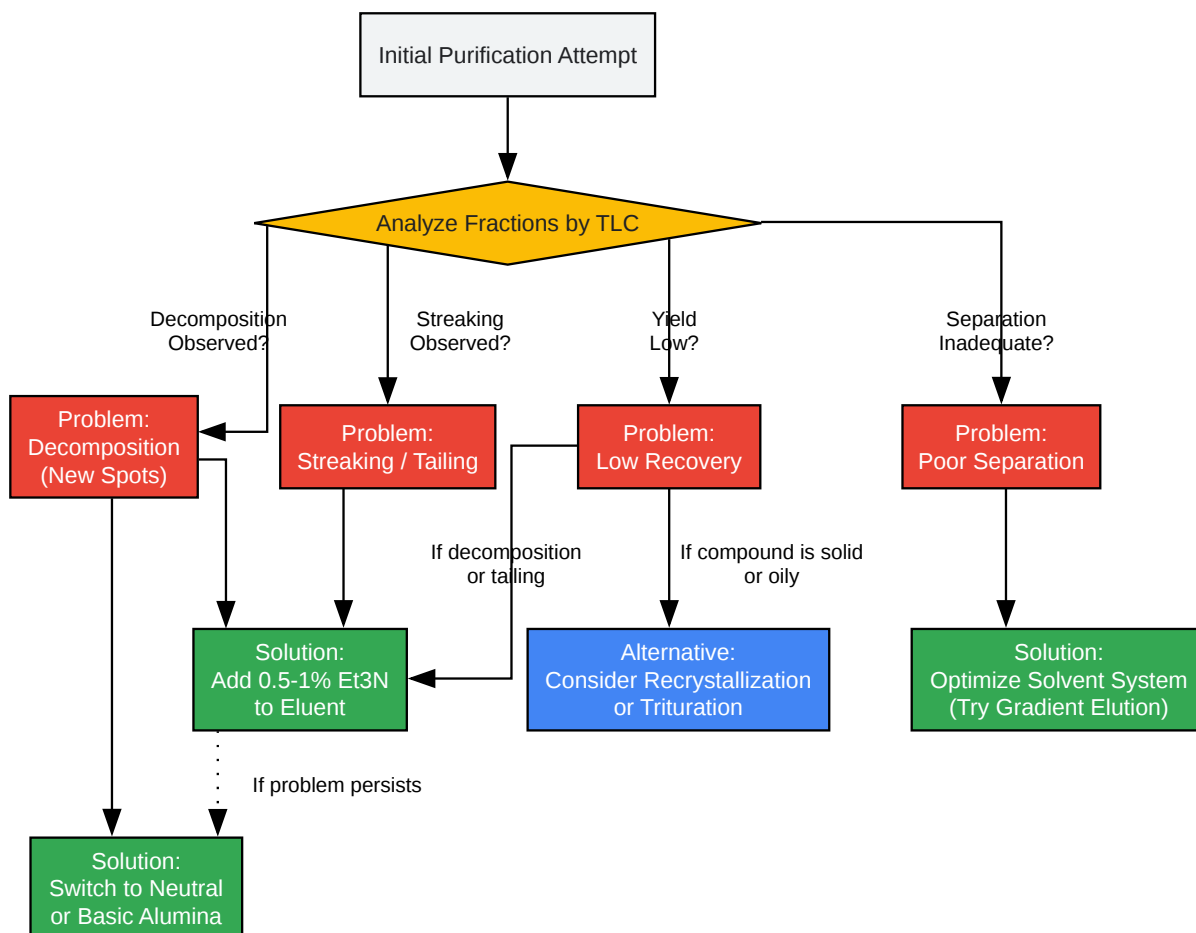 Initial Purification Attempt
Analyze Fractions by TLC
Decomposition
Observed?
Streaking
Observed?
Yield
Low?
Separation
Inadequate?
Problem:
Decomposition
(New Spots)
Problem:
Streaking / Tailing
Problem:
Low Recovery
Problem:
Poor Separation
If decomposition
or tailing
If compound is solid
or oily
Solution:
Add 0.5-1% Et3N
to Eluent
Alternative:
Consider Recrystallization
or Trituration
Solution:
Optimize Solvent System
(Try Gradient Elution)
If problem persists
Solution:
Switch to Neutral
or Basic Alumina